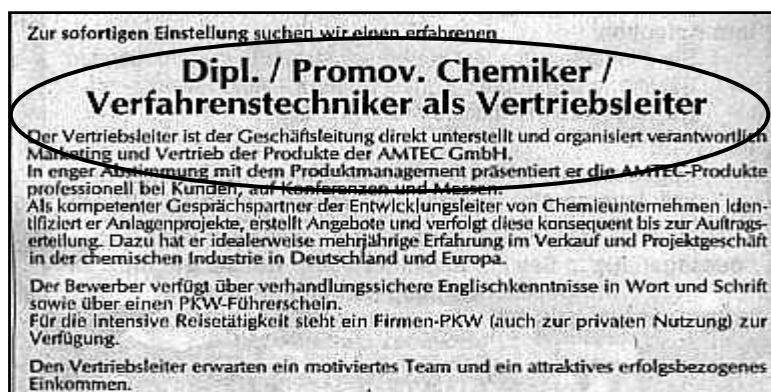 Zur sofortigen Einstellung suchen wir einen erfahrenen
Dipl. / Promov. Chemiker /
Verfahrenstechniker als Vertriebsleiter
Der Vertriebsleiter ist der Geschäftsleitung direkt unterstellt und organisiert verantwortlich
Marketing und Vertrieb der Produkte der AMTEC GmbH.
In enger Abstimmung mit dem Produktmanagement präsentiert er die AMTEC-Produkte
professionell bei Kunden, auf Konferenzen und Messen.
Als kompetenter Gesprächspartner der Entwicklungsleiter von Chemieunternehmen iden-
tifiziert er Anlagenprojekte, erstellt Angebote und verfolgt diese konsequent bis zur Auftrags-
erteilung. Dazu hat er idealerweise mehrjährige Erfahrung im Verkauf und Projektgeschäft
in der chemischen Industrie in Deutschland und Europa.
Der Bewerber verfügt über verhandlungssichere Englischkenntnisse in Wort und Schrift
sowie über einen PKW-Führerschein.
Für die intensive Reisetätigkeit steht ein Firmen-PKW (auch zur privaten Nutzung) zur
Verfügung.
Den Vertriebsleiter erwarten ein motiviertes Team und ein attraktives erfolgsbezogenes
Einkommen.